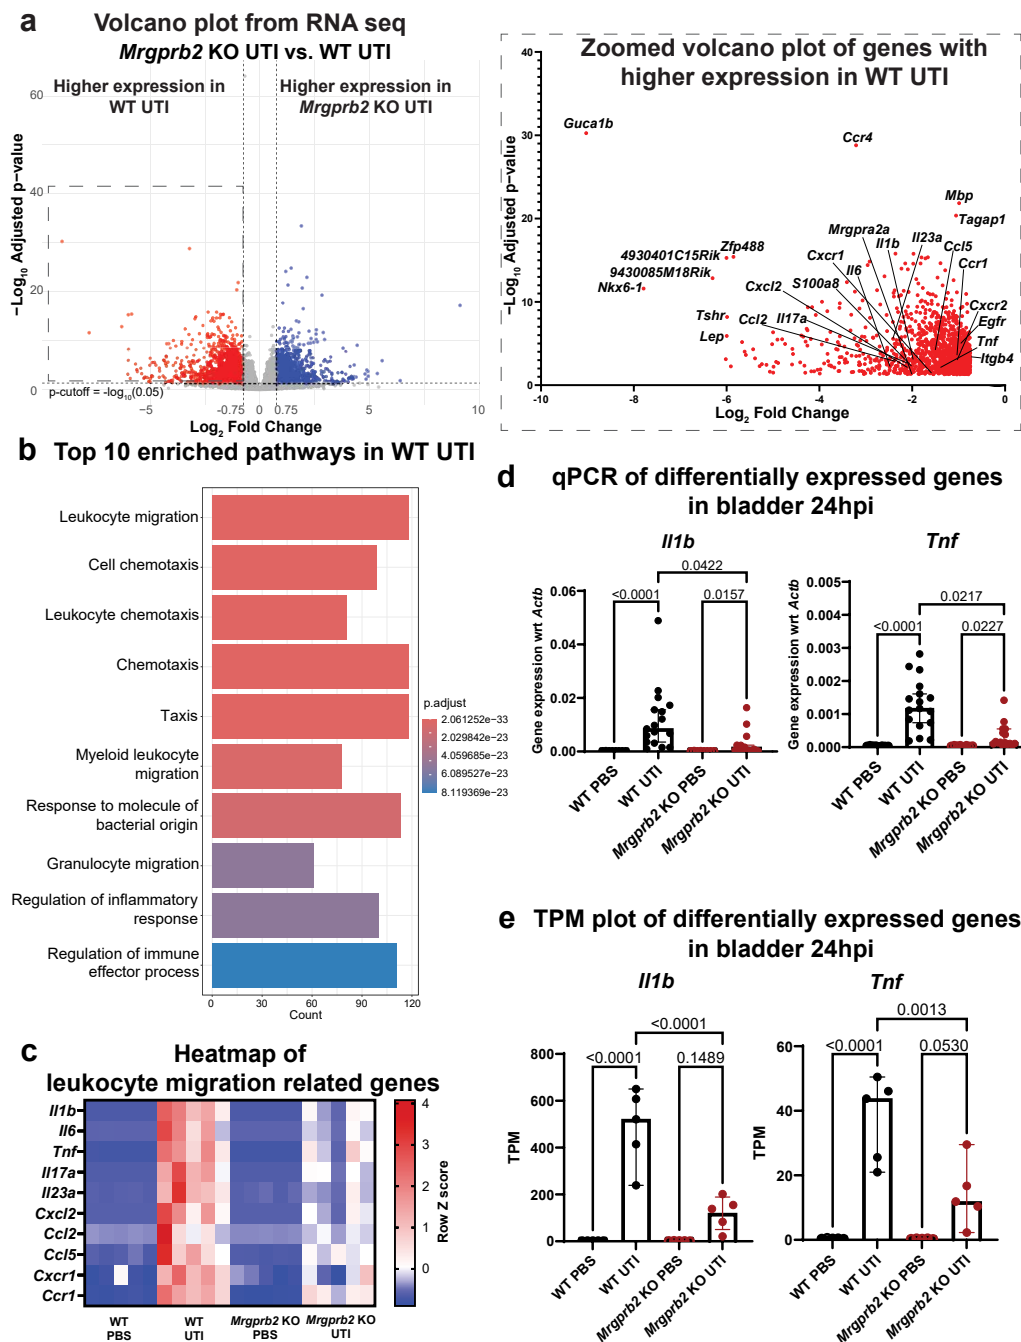 a
Volcano plot from RNA seq
Mrgprb2 KO UTI vs. WT UTI
Higher expression in
WT UTI
Higher expression in
Mrgprb2 KO UTI
−Log10 Adjusted p−value
60
40
20
0
p-cutoff = -log10(0.05)
−5
-0.75
0
0.75
5
10
Log2 Fold Change
Zoomed volcano plot of genes with
higher expression in WT UTI
−Log10 Adjusted p−value
40
30
20
10
0
Guca1b
Ccr4
Mbp
Tagap1
Mrgpra2a
Il23a
Il1b
Ccl5
Zfp488
4930401C15Rik
Cxcr1
Ccr1
9430085M18Rik
Il6
Nkx6-1
Cxcl2
S100a8
Cxcr2
Tshr
Ccl2
Il17a
Egfr
Lep
Tnf
Itgb4
-10
-8
-6
-4
-2
0
Log2 Fold Change
b
Top 10 enriched pathways in WT UTI
Leukocyte migration
Cell chemotaxis
Leukocyte chemotaxis
Chemotaxis
Taxis
Myeloid leukocyte
migration
Response to molecule of
bacterial origin
Granulocyte migration
Regulation of inflammatory
response
Regulation of immune
effector process
0
30
60
90
120
Count
p.adjust
2.061252e−33
2.029842e−23
4.059685e−23
6.089527e−23
8.119369e−23
c
Heatmap of
leukocyte migration related genes
Il1b
Il6
Tnf
Il17a
Il23a
Cxcl2
Ccl2
Ccl5
Cxcr1
Ccr1
WT
PBS
WT
UTI
Mrgprb2 KO
PBS
Mrgprb2 KO
UTI
4
3
2
1
0
Row Z score
d
qPCR of differentially expressed genes
in bladder 24hpi
Il1b
0.0422
<0.0001
0.0157
Gene expression wrt Actb
0.06
0.04
0.02
0.00
WT PBS
WT UTI
Mrgprb2 KO PBS
Mrgprb2 KO UTI
Tnf
0.0217
<0.0001
0.0227
Gene expression wrt Actb
0.005
0.004
0.003
0.002
0.001
0.000
WT PBS
WT UTI
Mrgprb2 KO PBS
Mrgprb2 KO UTI
e
TPM plot of differentially expressed genes
in bladder 24hpi
Il1b
<0.0001
<0.0001
0.1489
TPM
800
600
400
200
0
WT PBS
WT UTI
Mrgprb2 KO PBS
Mrgprb2 KO UTI
Tnf
0.0013
<0.0001
0.0530
TPM
60
40
20
0
WT PBS
WT UTI
Mrgprb2 KO PBS
Mrgprb2 KO UTI